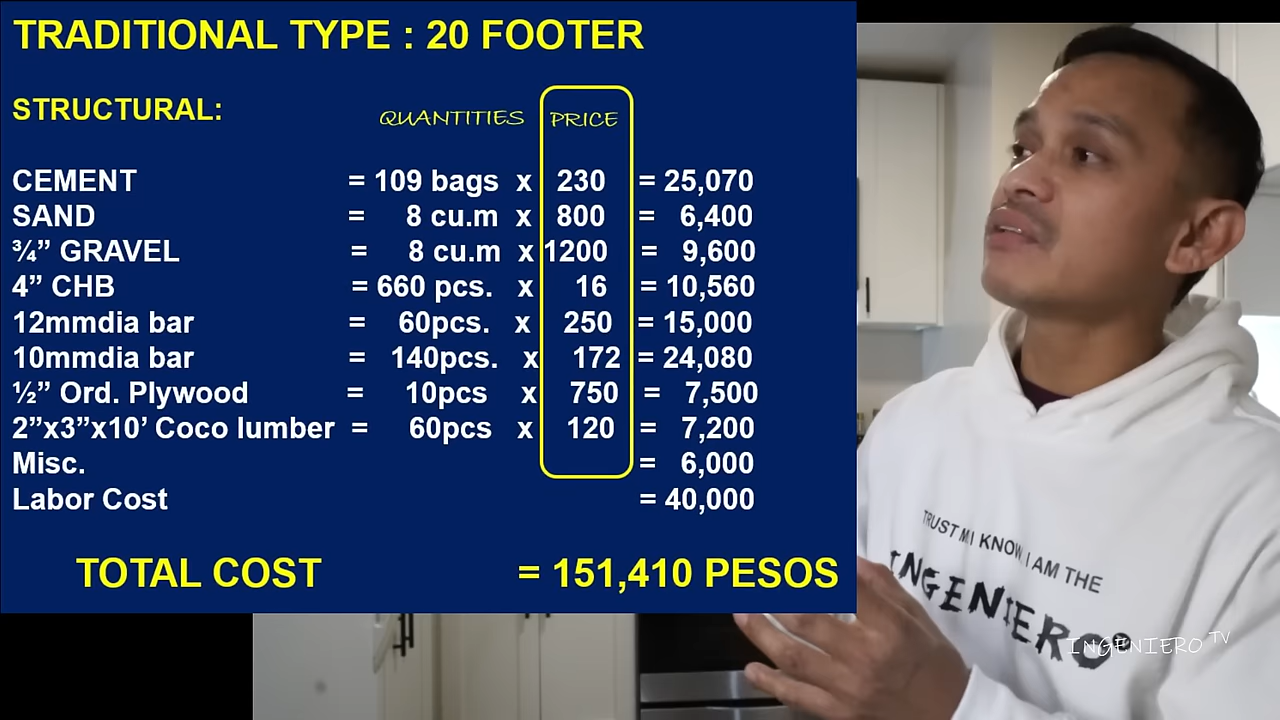 TRADITIONAL TYPE : 20 FOOTER
STRUCTURAL: QUANTITIES PRICE
CEMENT = 109 bags x 230 = 25,070
SAND = 8 cu.m x 800 = 6,400
¾” GRAVEL = 8 cu.m x 1200 = 9,600
4” CHB = 660 pcs. x 16 = 10,560
12mmdia bar = 60pcs. x 250 = 15,000
10mmdia bar = 140pcs. x 172 = 24,080
½” Ord. Plywood = 10pcs x 750 = 7,500
2”x3”x10’ Coco lumber = 60pcs x 120 = 7,200
Misc. = 6,000
Labor Cost = 40,000
TOTAL COST = 151,410 PESOS
TRUST M I KNOW I AM THE
INGENIERO
INGENIERO TV